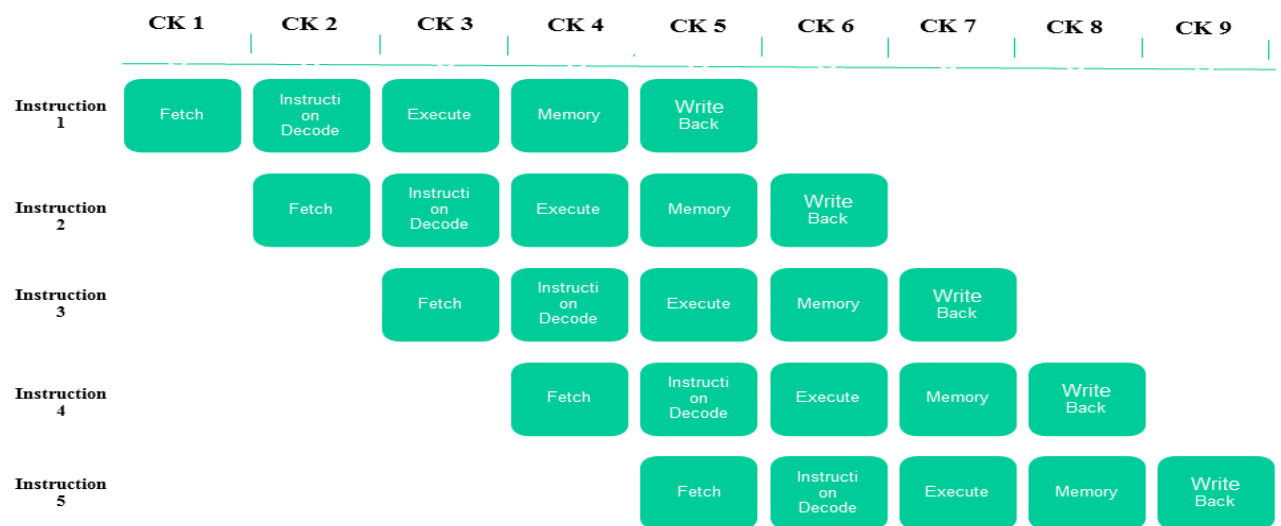 CK 1 CK 2 CK 3 CK 4 CK 5 CK 6 CK 7 CK 8 CK 9
Instruction
1
Fetch
Instructi
on
Decode
Execute
Memory
Write
Back
Instruction
2
Fetch
Instructi
on
Decode
Execute
Memory
Write
Back
Instruction
3
Fetch
Instructi
on
Decode
Execute
Memory
Write
Back
Instruction
4
Fetch
Instructi
on
Decode
Execute
Memory
Write
Back
Instruction
5
Fetch
Instructi
on
Decode
Execute
Memory
Write
Back